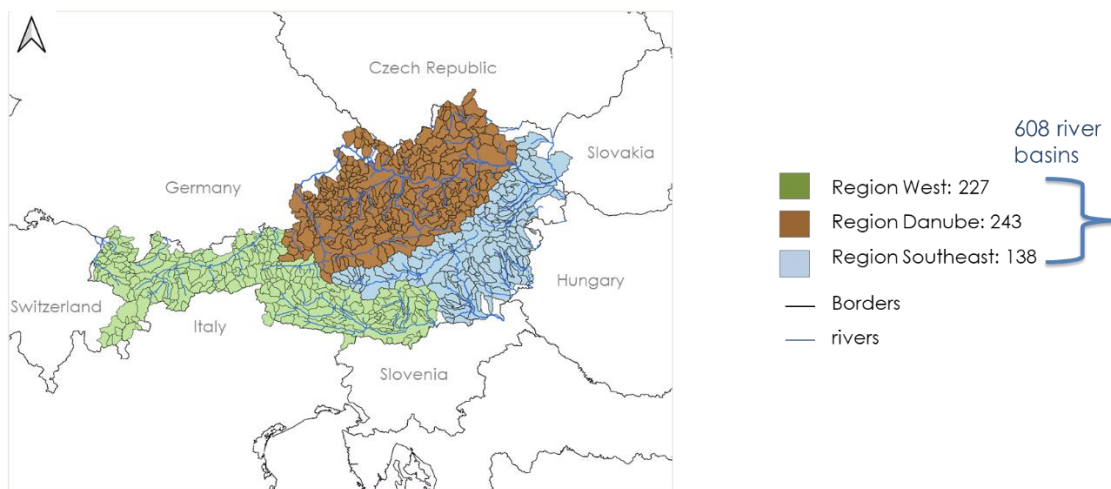 Czech Republic
Slovakia
Germany
Hungary
Switzerland
Italy
Slovenia
608 river
basins
Region West: 227
Region Danube: 243
Region Southeast: 138
Borders
rivers